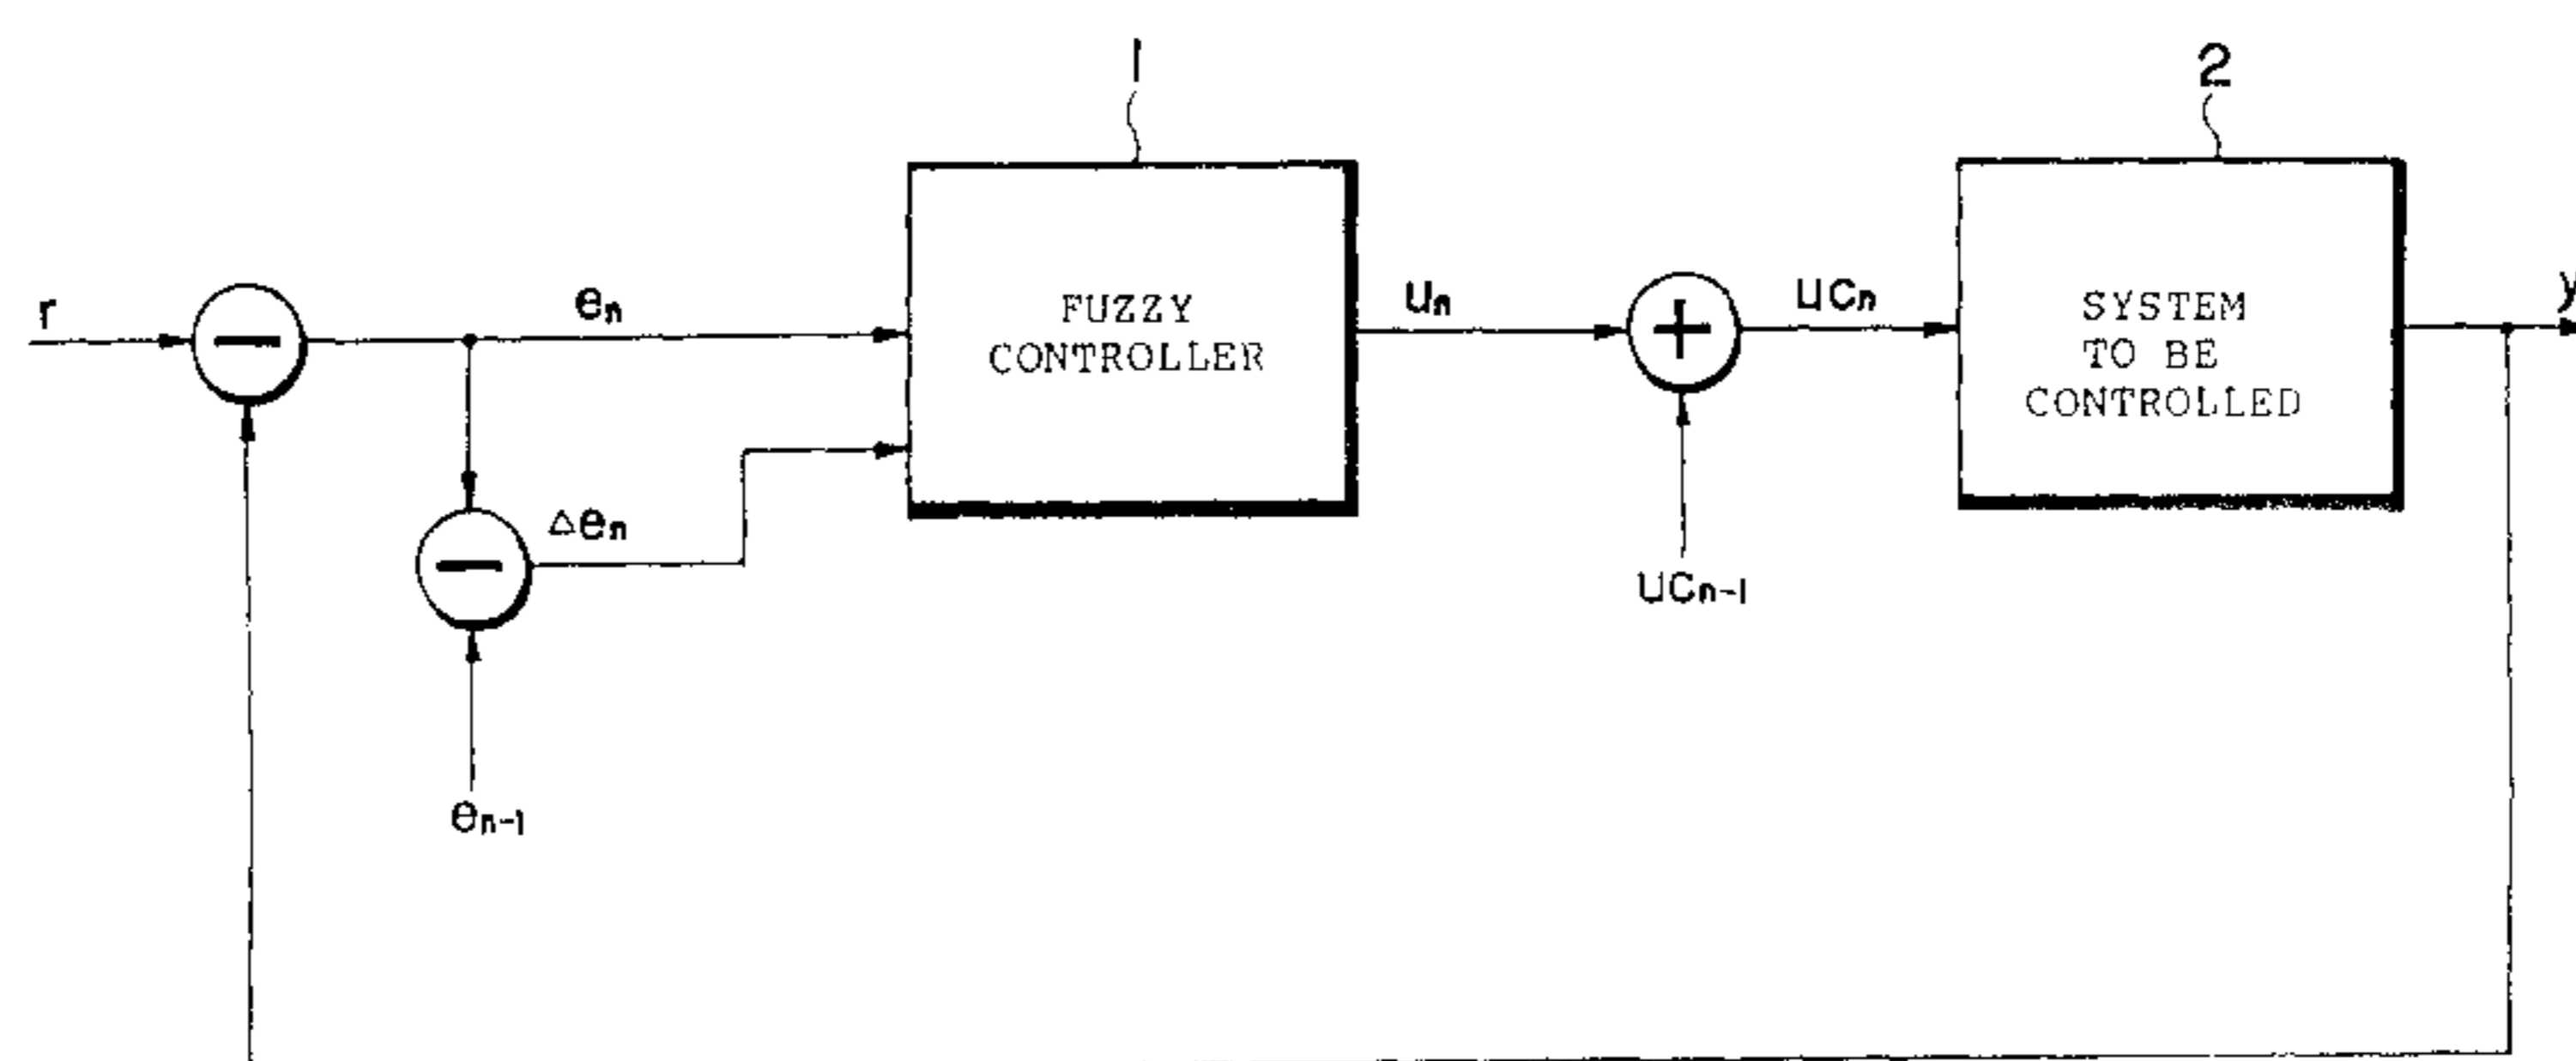 1
2
r
eₙ
FUZZY
CONTROLLER
uₙ
ucₙ
SYSTEM
TO BE
CONTROLLED
y
Δeₙ
ucₙ₋₁
eₙ₋₁